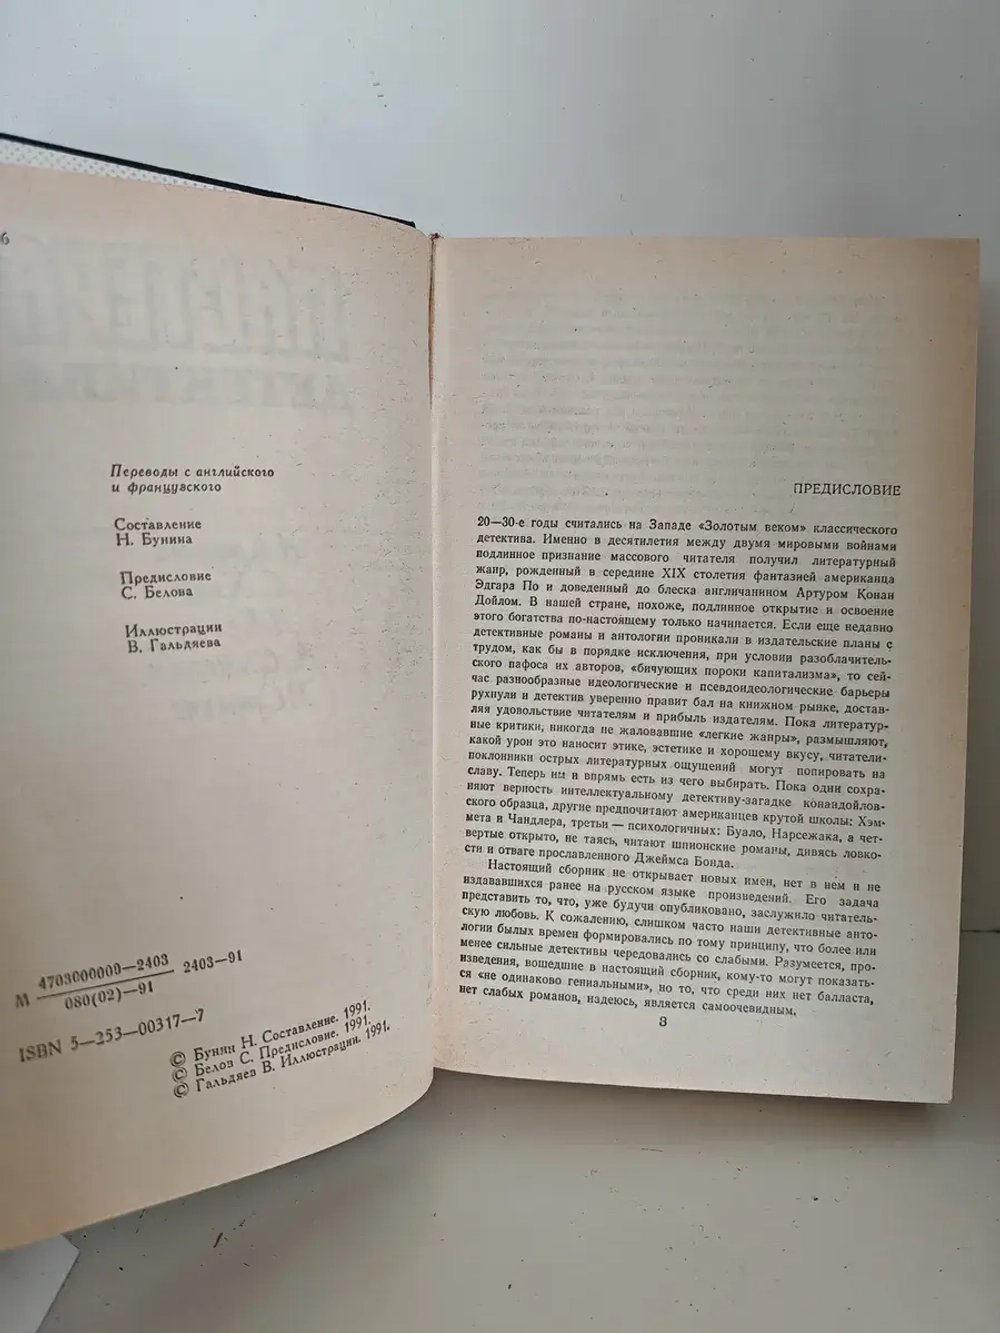 6
Переводы с английского
и французского
Составление
Н. Бунина
Предисловие
С. Белова
Иллюстрации
В. Гальдяева
М 4703000000—2403 2403—91
080(02)—91
ISBN 5—253—00317—7
© Бунин Н. Составление. 1991.
© Белов С. Предисловие. 1991.
© Гальдяев В. Иллюстрации. 1991.
ПРЕДИСЛОВИЕ
20—30-е годы считались на Западе «Золотым веком» классического
детектива. Именно в десятилетия между двумя мировыми войнами
подлинное признание массового читателя получил литературный
жанр, рожденный в середине XIX столетия фантазией американца
Эдгара По и доведенный до блеска англичанином Артуром Конан
Дойлом. В нашей стране, похоже, подлинное открытие и освоение
этого богатства по-настоящему только начинается. Если еще недавно
детективные романы и антологии проникали в издательские планы с
трудом, как бы в порядке исключения, при условии разоблачитель-
ского пафоса их авторов, «бичующих пороки капитализма», то сей-
час разнообразные идеологические и псевдоидеологические барьеры
рухнули и детектив уверенно правит бал на книжном рынке, достав-
ляя удовольствие читателям и прибыль издателям. Пока литератур-
ные критики, никогда не жаловавшие «легкие жанры», размышляют,
какой урон это наносит этике, эстетике и хорошему вкусу, читатели-
поклонники острых литературных ощущений могут попировать на
славу. Теперь им и впрямь есть из чего выбирать. Пока одни сохра-
няют верность интеллектуальному детективу-загадке конандойлов-
ского образца, другие предпочитают американцев крутой школы: Хэм-
мета и Чандлера, третьи — психологичных: Буало, Нарсежака, а чет-
вертые открыто, не таясь, читают шпионские романы, дивясь ловко-
сти и отваге прославленного Джеймса Бонда.
Настоящий сборник не открывает новых имен, нет в нем и не
издававшихся ранее на русском языке произведений. Его задача
представить то, что, уже будучи опубликовано, заслужило читатель-
скую любовь. К сожалению, слишком часто наши детективные анто-
логии былых времен формировались по тому принципу, что более или
менее сильные детективы чередовались со слабыми. Разумеется, про-
изведения, вошедшие в настоящий сборник, кому-то могут показать-
ся «не одинаково гениальными», но то, что среди них нет балласта,
нет слабых романов, надеюсь, является самоочевидным.
3